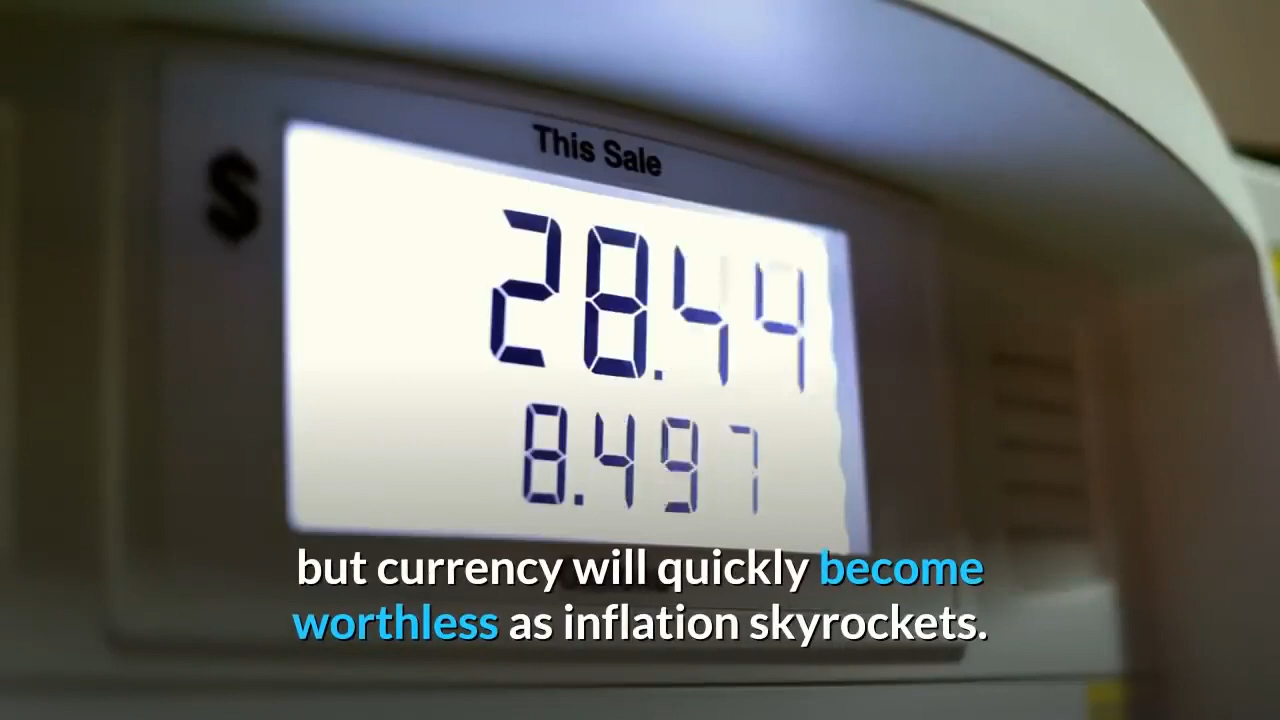 This Sale
$
28.44
8.497
but currency will quickly become
worthless as inflation skyrockets.